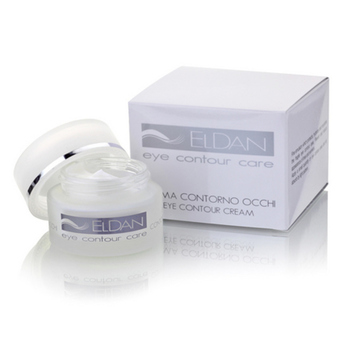 ELDAN
eye contour care
MA CONTORNO OCCHI
EYE CONTOUR CREAM
ELDAN
eye contour care